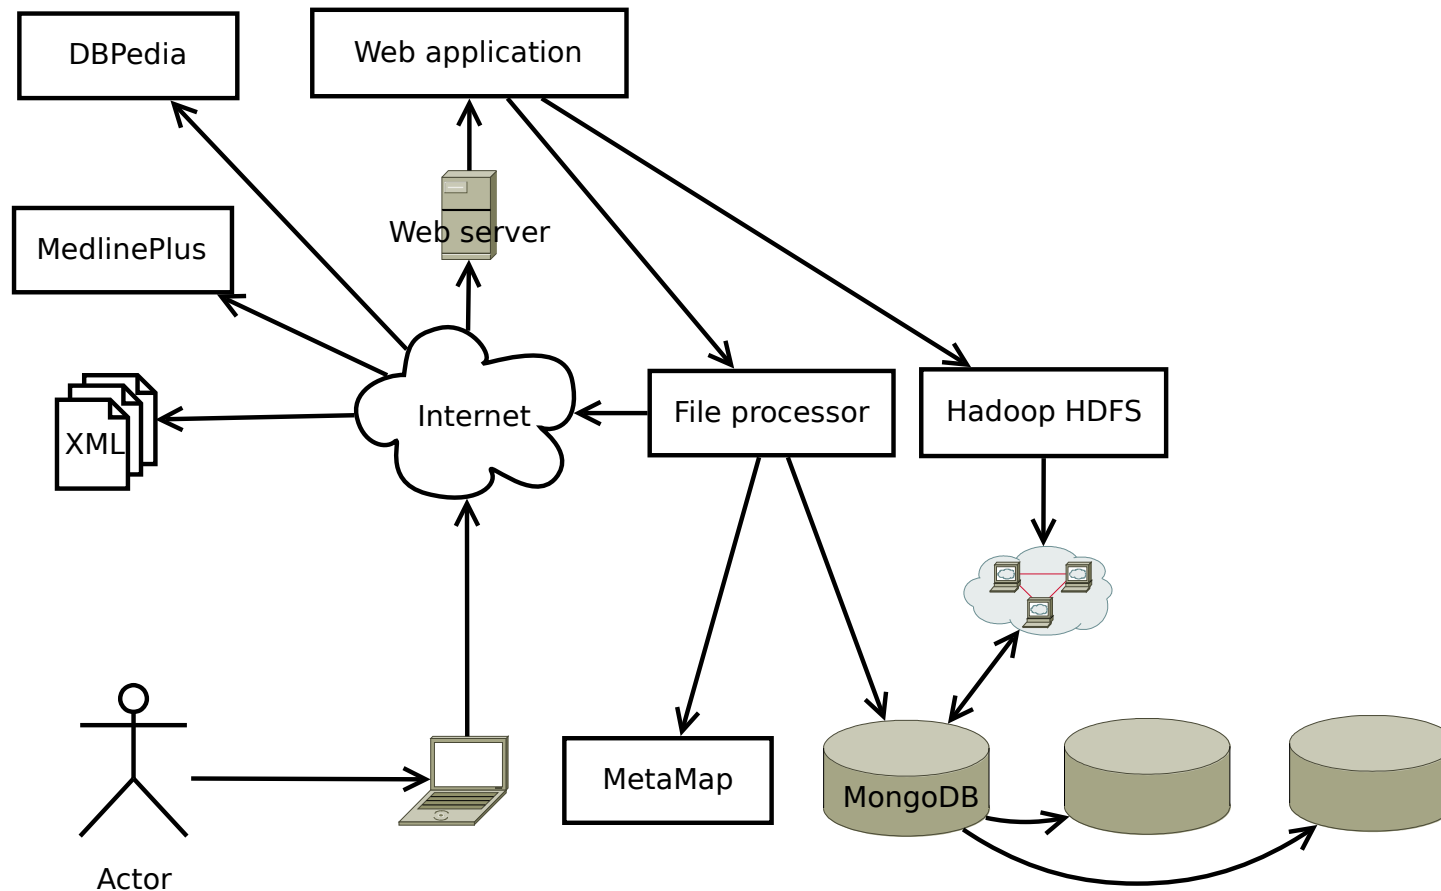 DBPedia
Web application
Web server
MedlinePlus
Internet
File processor
Hadoop HDFS
XML
MetaMap
MongoDB
Actor